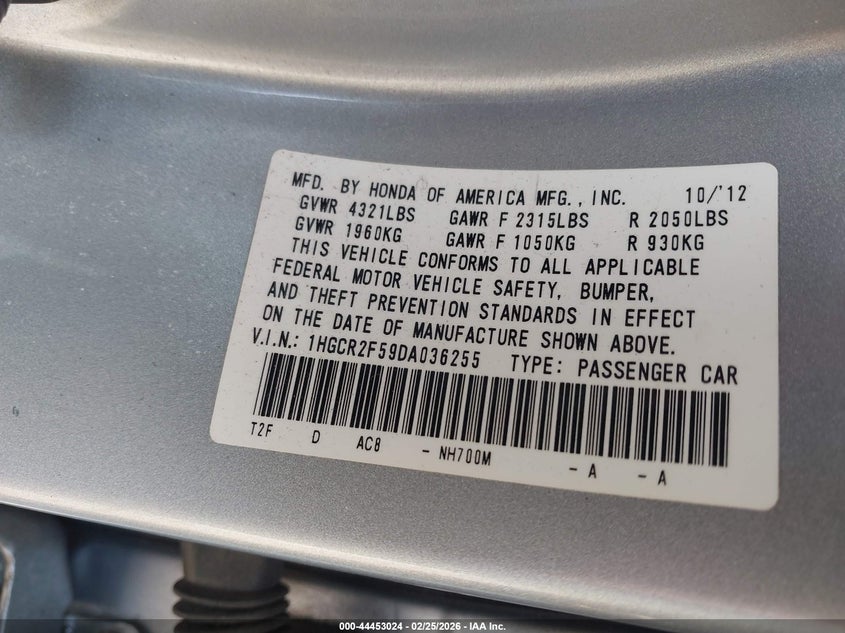 MFD. BY HONDA OF AMERICA MFG., INC. 10/'12
GVWR 4321LBS GAWR F 2315LBS R 2050LBS
GVWR 1960KG GAWR F 1050KG R 930KG
THIS VEHICLE CONFORMS TO ALL APPLICABLE
FEDERAL MOTOR VEHICLE SAFETY, BUMPER,
AND THEFT PREVENTION STANDARDS IN EFFECT
ON THE DATE OF MANUFACTURE SHOWN ABOVE.
V.I.N.: 1HGCR2F59DA036255 TYPE: PASSENGER CAR
T2F D AC8 - NH700M - A - A
000-44453024 - 02/25/2026 - IAA Inc.